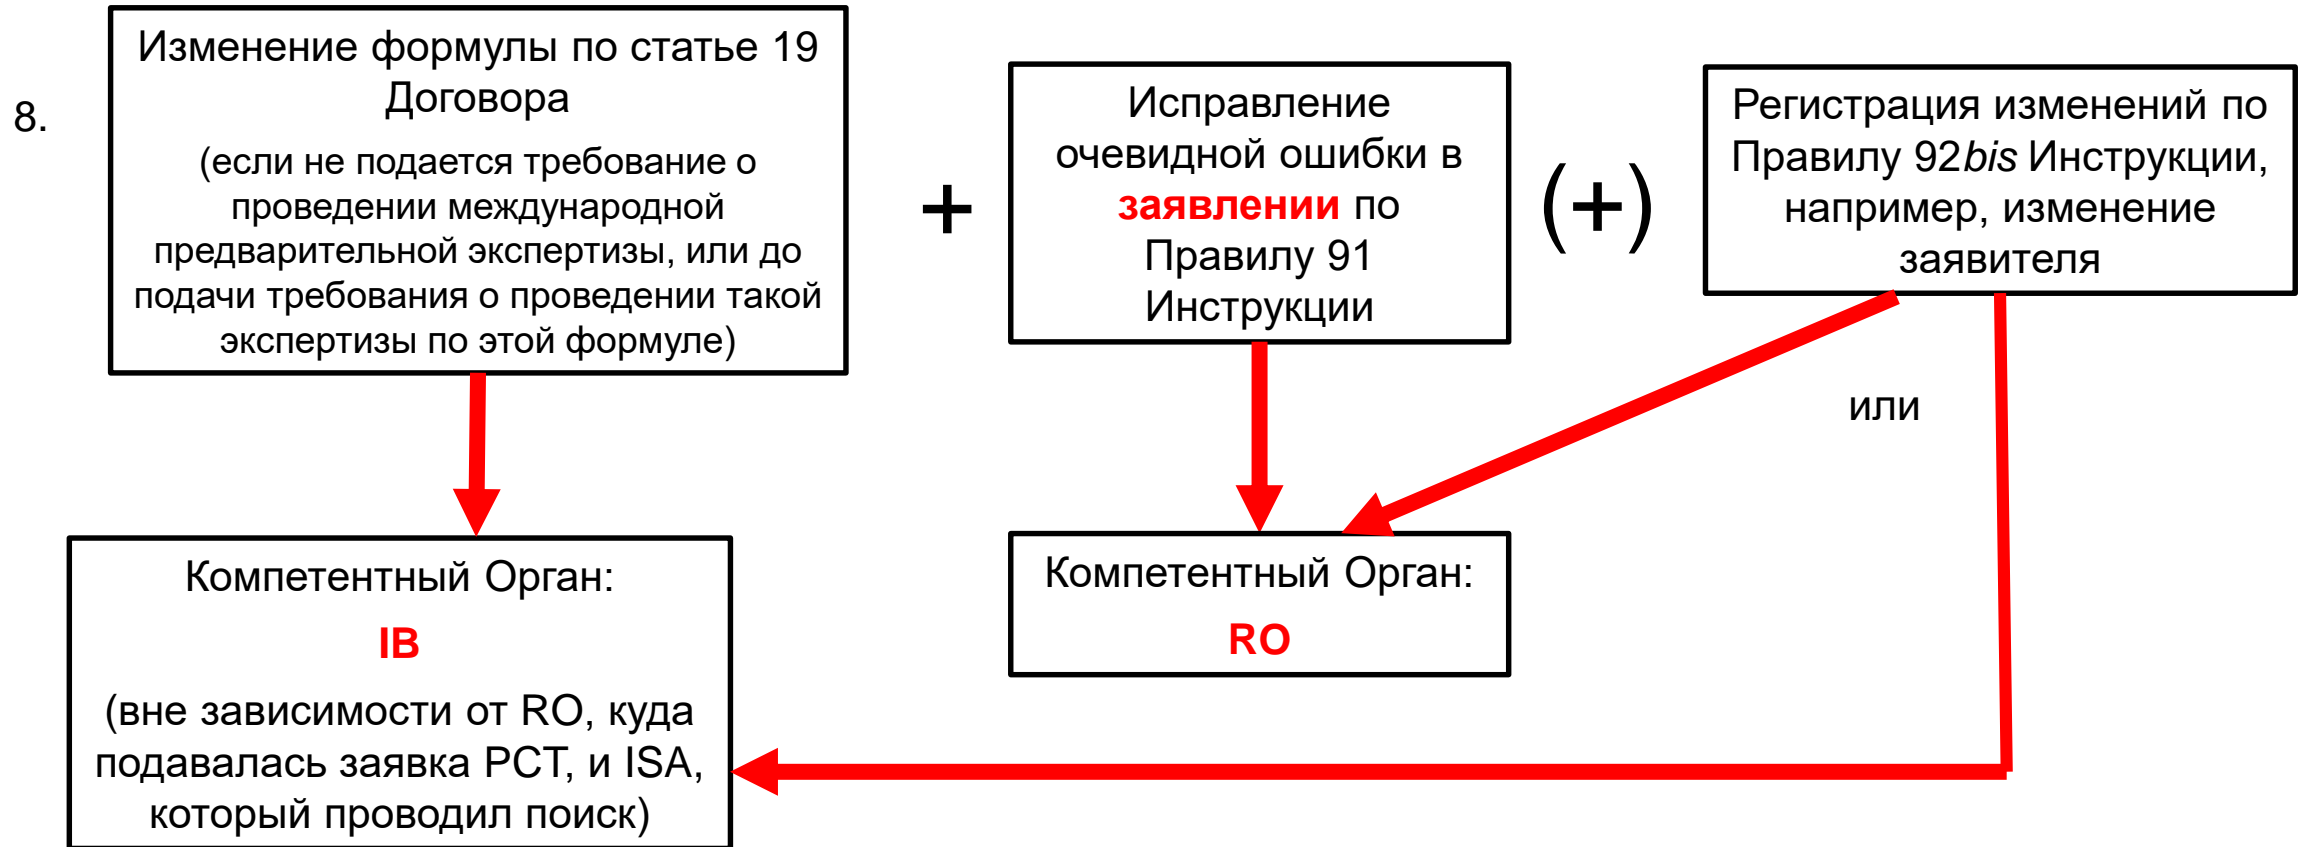 8.
Изменение формулы по статье 19
Договора
(если не подается требование о
проведении международной
предварительной экспертизы, или до
подачи требования о проведении такой
экспертизы по этой формуле)
+
Исправление
очевидной ошибки в
заявлении по
Правилу 91
Инструкции
(+)
Регистрация изменений по
Правилу 92bis Инструкции,
например, изменение
заявителя
или
Компетентный Орган:
IB
(вне зависимости от RO, куда
подавалась заявка PCT, и ISA,
который проводил поиск)
Компетентный Орган:
RO